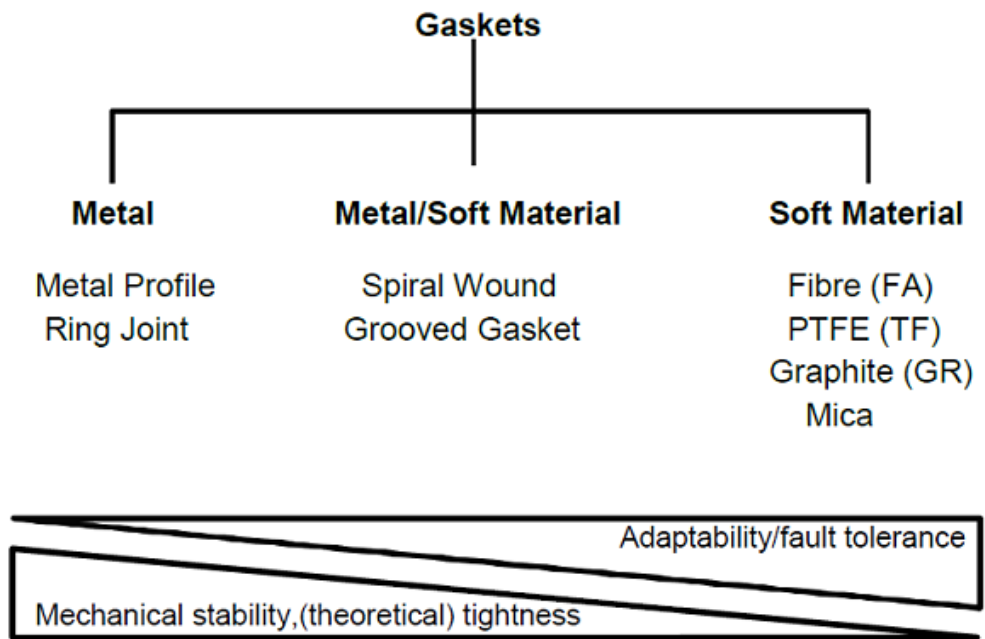 Gaskets
Metal
Metal Profile
Ring Joint
Metal/Soft Material
Spiral Wound
Grooved Gasket
Soft Material
Fibre (FA)
PTFE (TF)
Graphite (GR)
Mica
Adaptability/fault tolerance
Mechanical stability,(theoretical) tightness